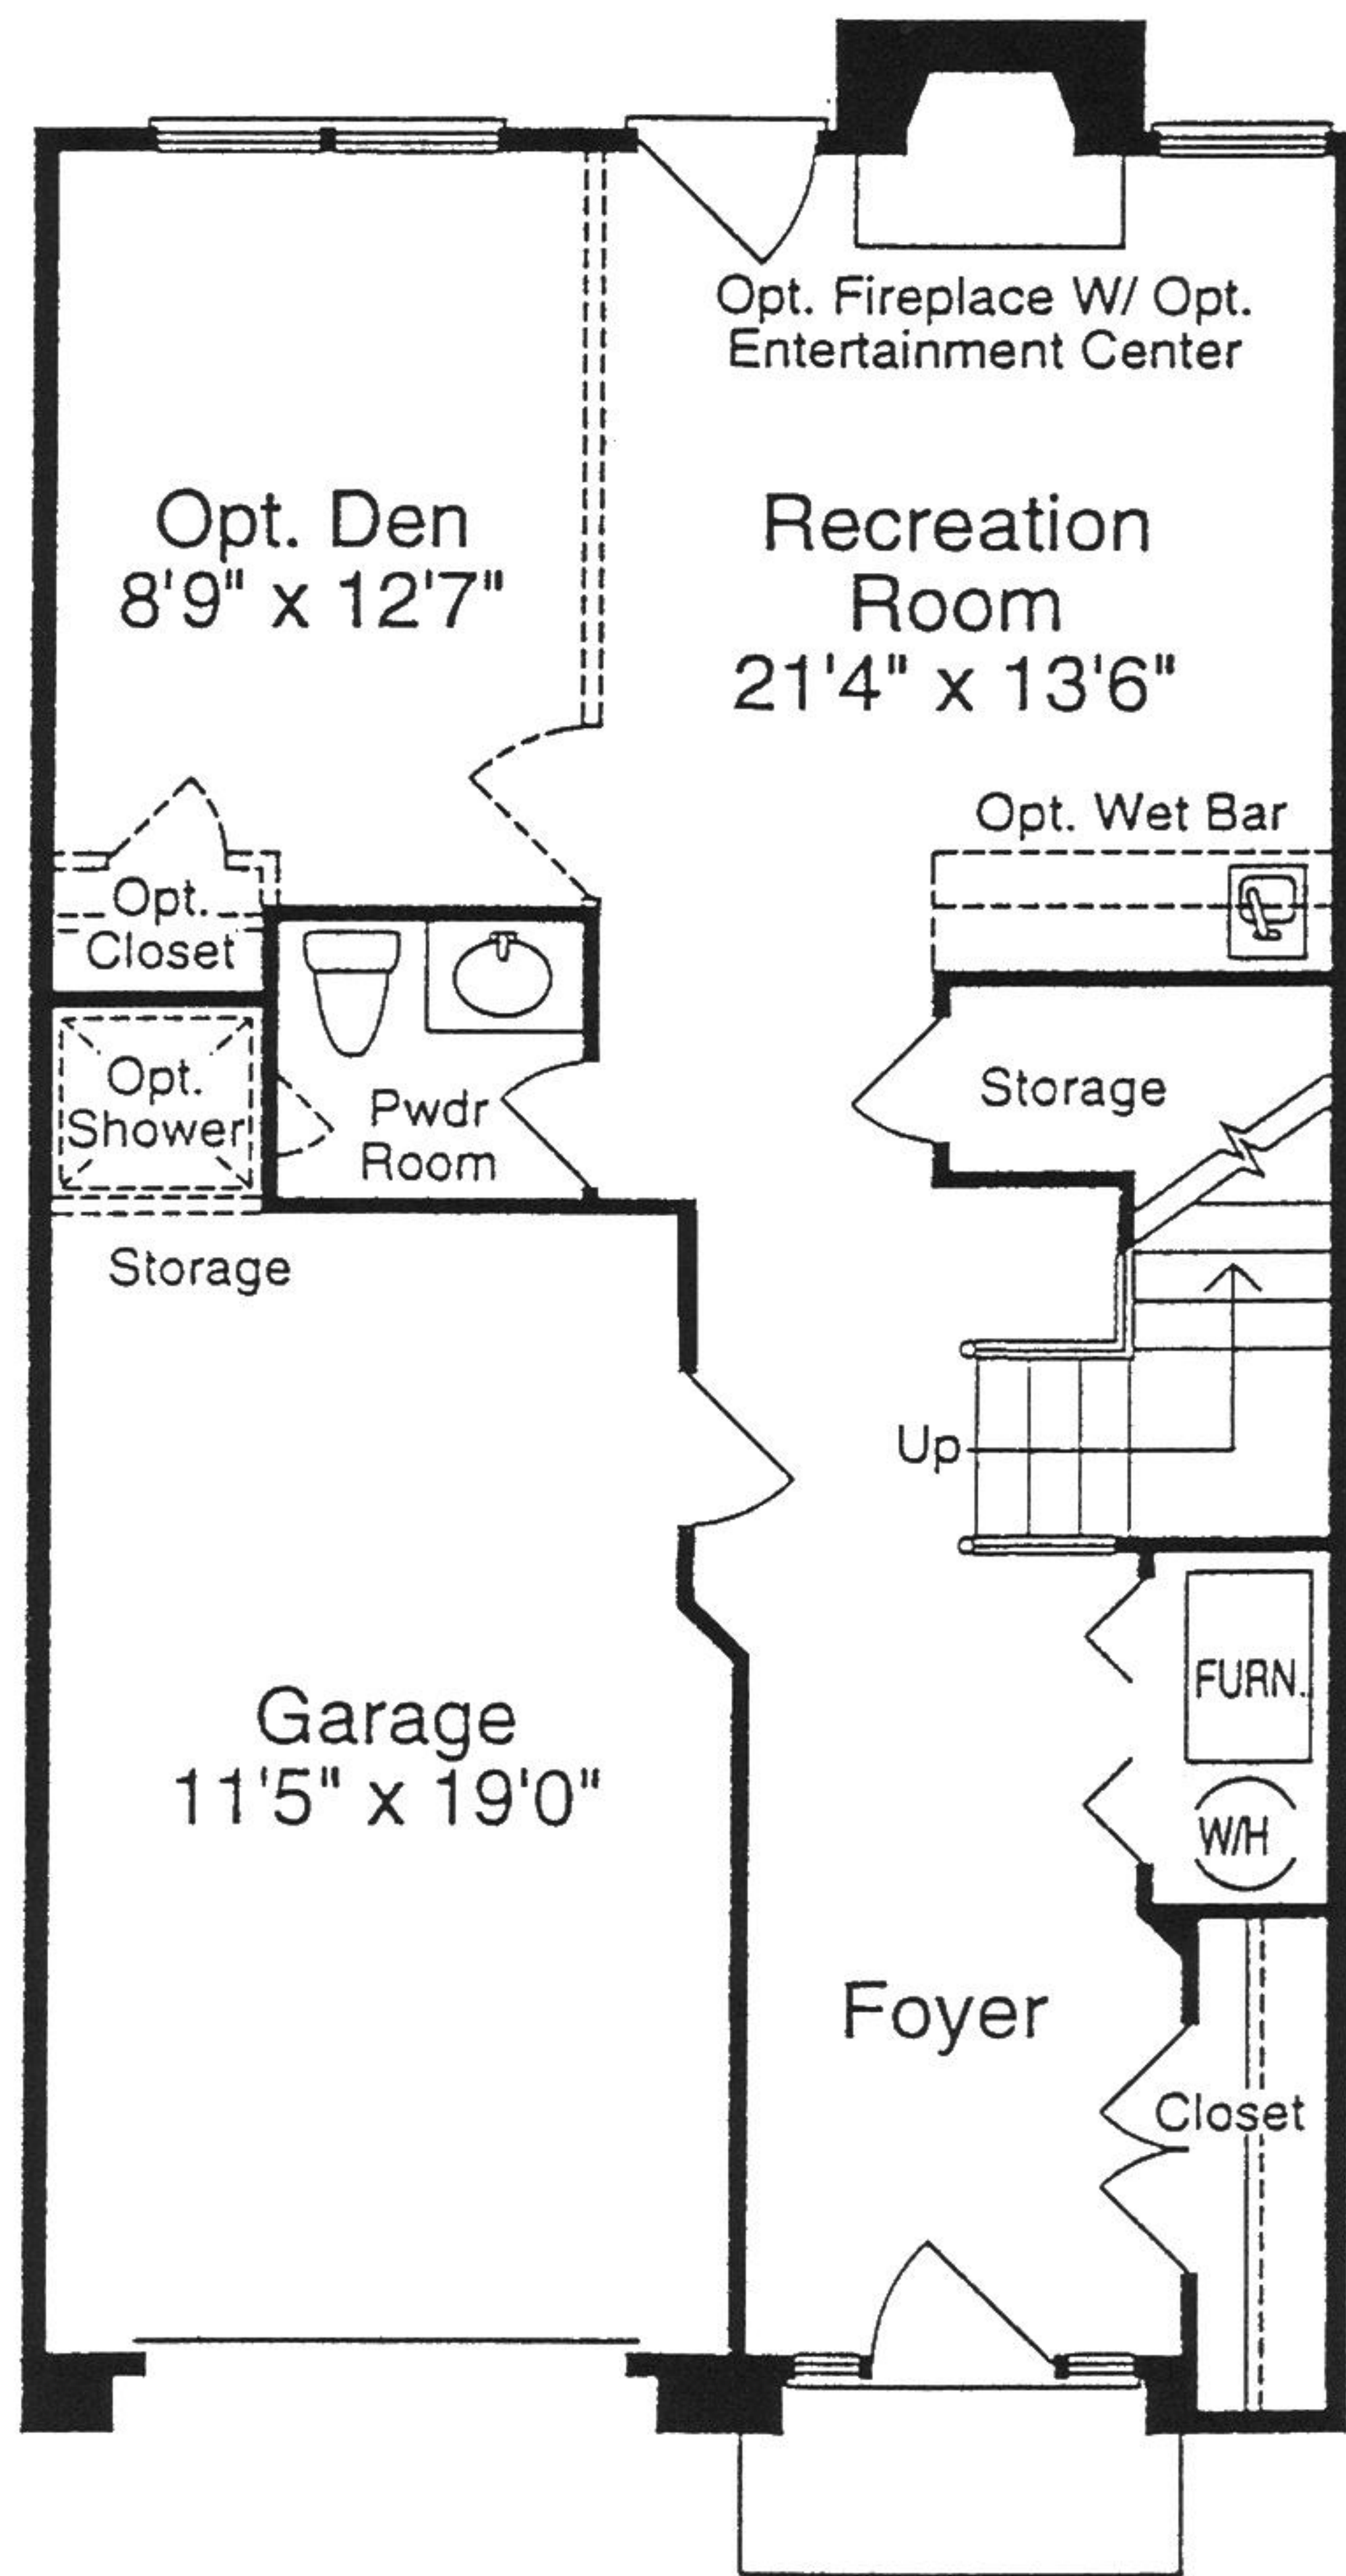 Opt. Fireplace W/ Opt.
Entertainment Center
Opt. Den
8'9" x 12'7"
Recreation
Room
21'4" x 13'6"
Opt. Wet Bar
Opt.
Closet
Opt.
Shower
Pwdr
Room
Storage
Storage
Up
FURN.
W/H
Garage
11'5" x 19'0"
Foyer
Closet